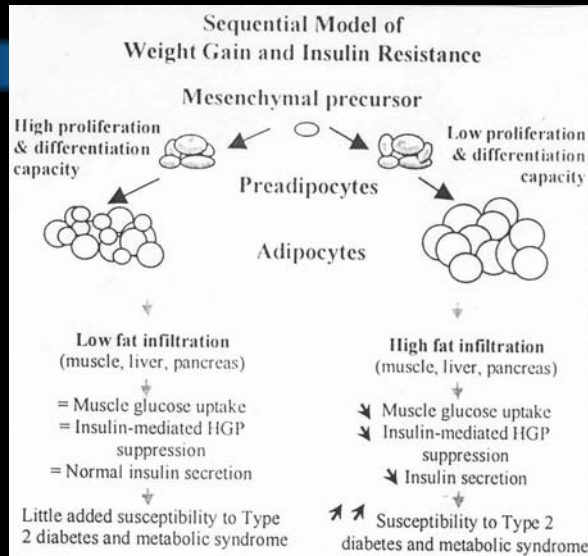 Sequential Model of
Weight Gain and Insulin Resistance
Mesenchymal precursor
High proliferation
& differentiation
capacity
Low proliferation
& differentiation
capacity
Preadipocytes
Adipocytes
Low fat infiltration
(muscle, liver, pancreas)
= Muscle glucose uptake
= Insulin-mediated HGP
suppression
= Normal insulin secretion
Little added susceptibility to Type
2 diabetes and metabolic syndrome
High fat infiltration
(muscle, liver, pancreas)
↘ Muscle glucose uptake
↘ Insulin-mediated HGP
suppression
↘ Insulin secretion
↗ ↗ Susceptibility to Type 2
diabetes and metabolic syndrome